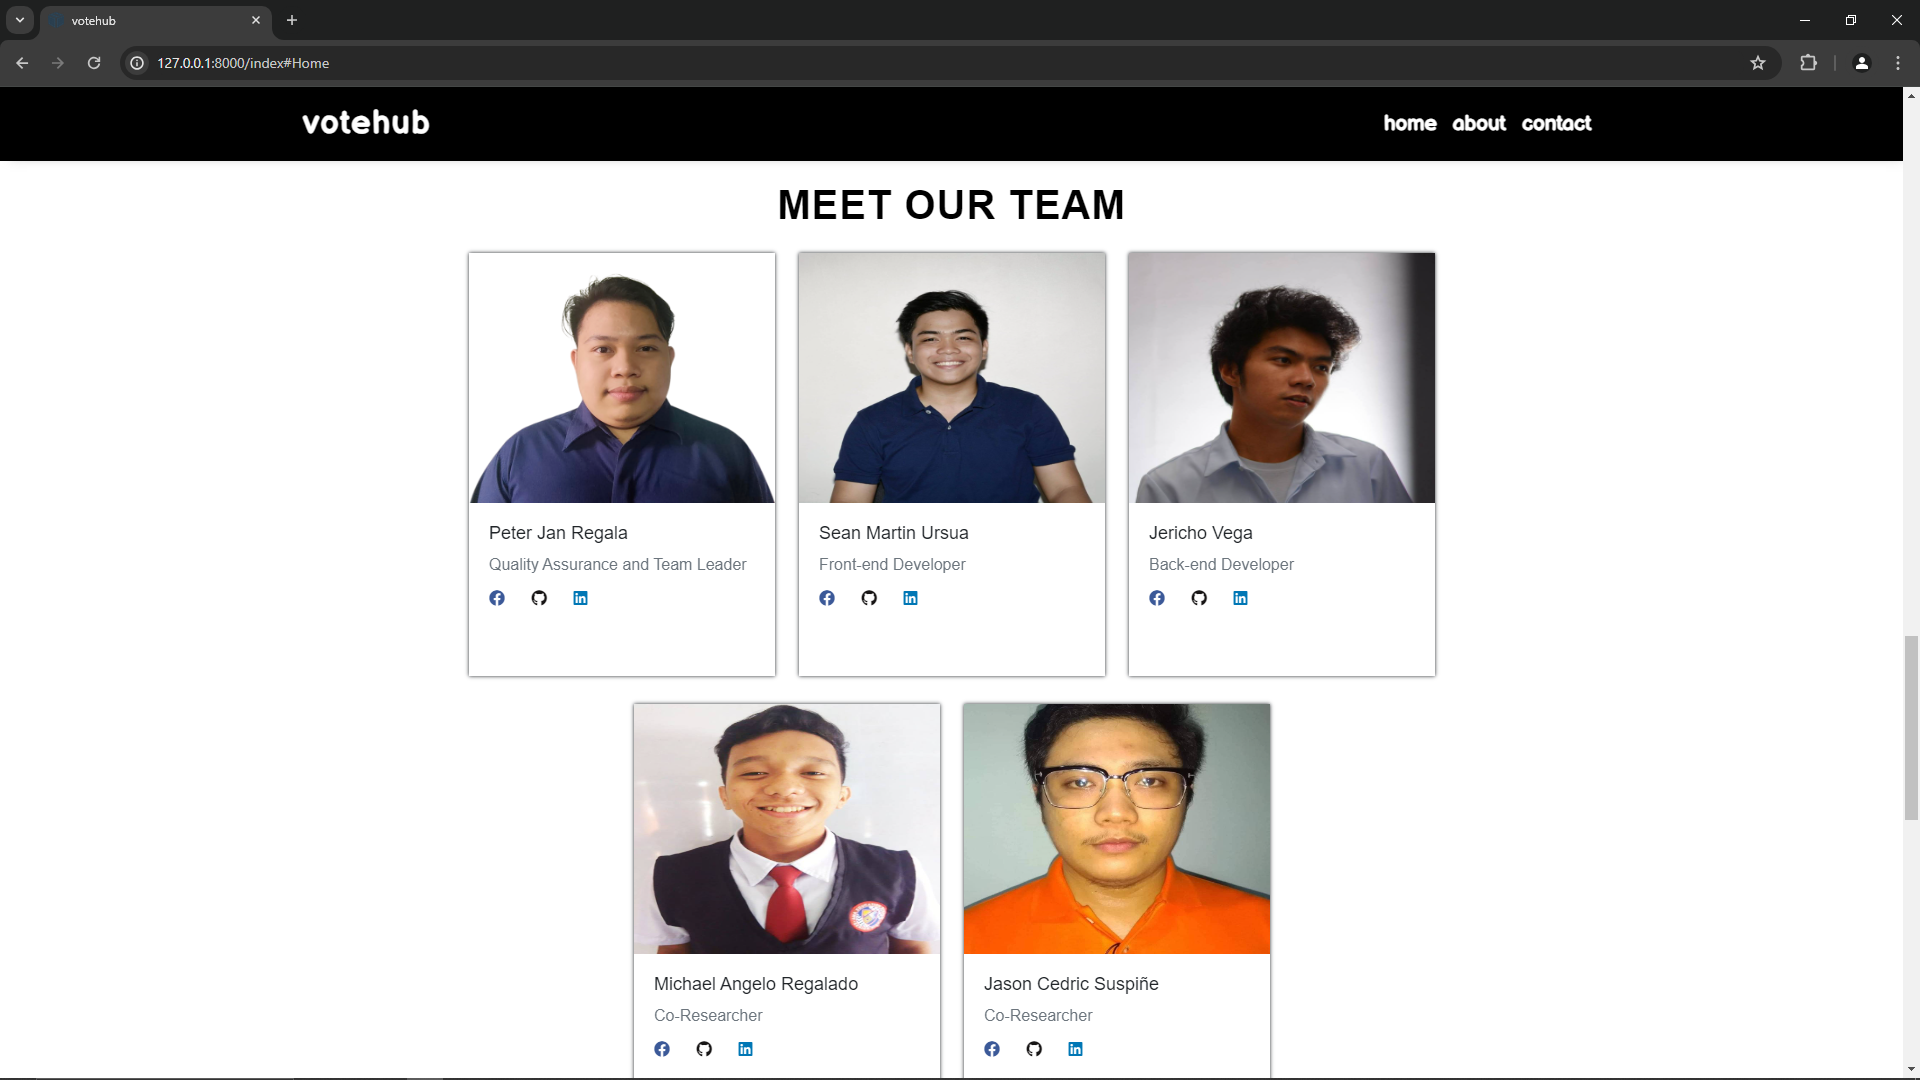 votehub
127.0.0.1:8000/index#Home
votehub
home about contact
MEET OUR TEAM
Peter Jan Regala
Quality Assurance and Team Leader
Sean Martin Ursua
Front-end Developer
Jericho Vega
Back-end Developer
Michael Angelo Regalado
Co-Researcher
Jason Cedric Suspiñe
Co-Researcher